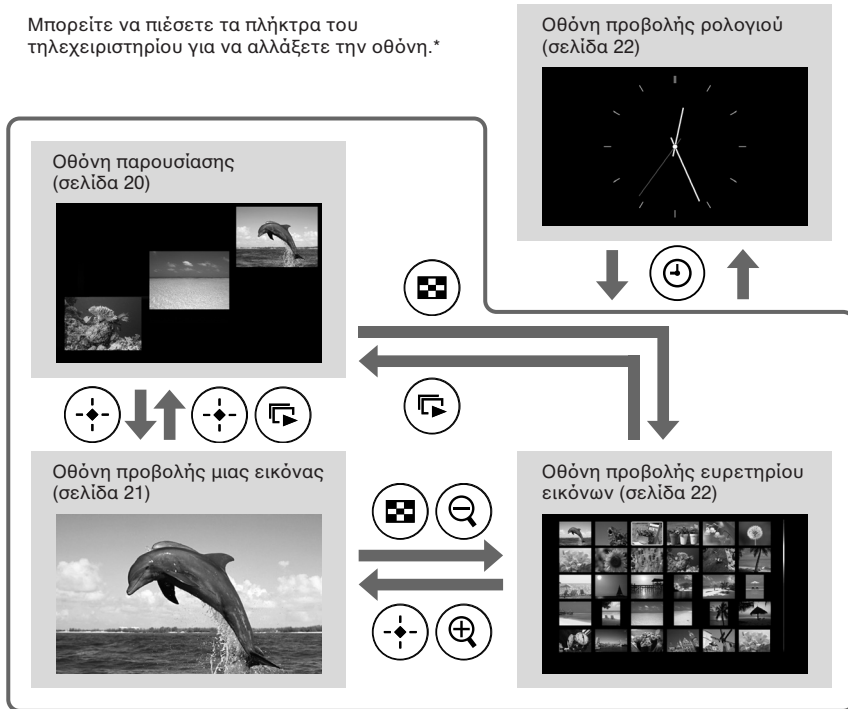 Μπορείτε να πιέσετε τα πλήκτρα του
τηλεχειριστηρίου για να αλλάξετε την οθόνη.*
Οθόνη προβολής ρολογιού
(σελίδα 22)
Οθόνη παρουσίασης
(σελίδα 20)
Οθόνη προβολής μιας εικόνας
(σελίδα 21)
Οθόνη προβολής ευρετηρίου
εικόνων (σελίδα 22)